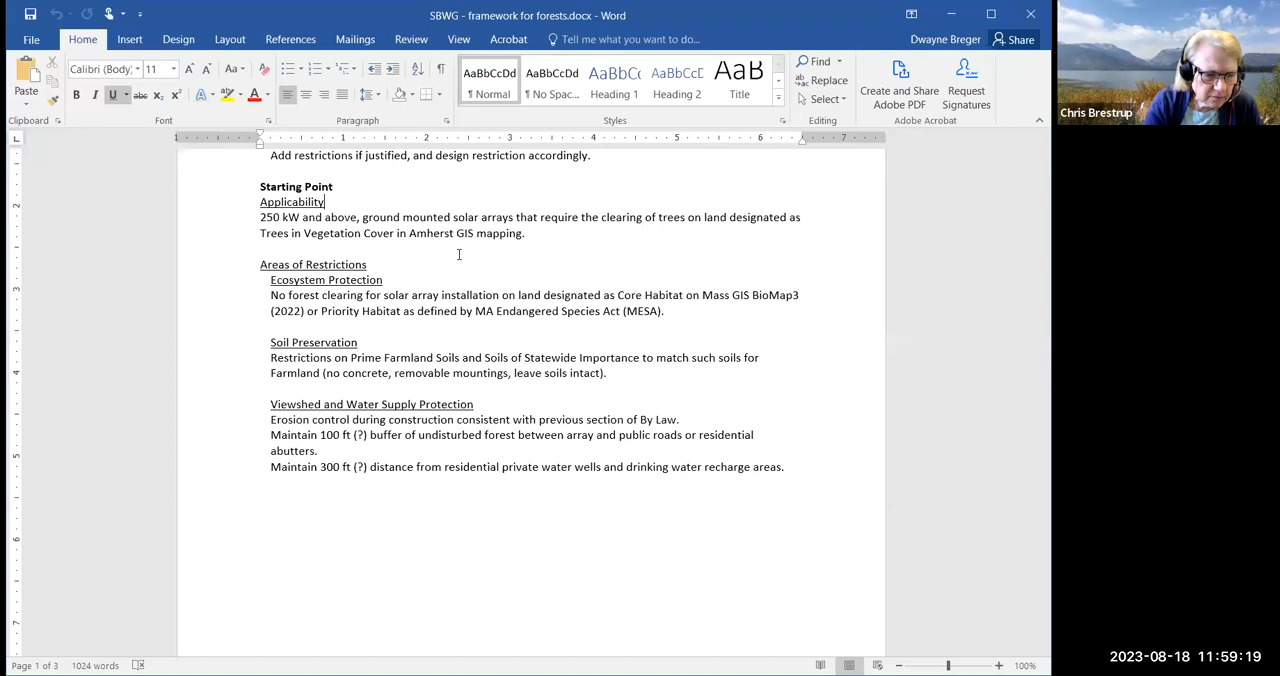 SBWG - framework for forests.docx - Word
File Home Insert Design Layout References Mailings Review View Acrobat Tell me what you want to do... Dwayne Breger Share
Paste
Clipboard
Calibri (Body) 11
Font
Paragraph
AaBbCcDd AaBbCcDd AaBbCc AaBbCcD AaB
¶ Normal ¶ No Spac... Heading 1 Heading 2 Title
Styles
Find
Replace
Select
Editing
Create and Share Adobe PDF
Request Signatures
Adobe Acrobat
Chris Brestrup
Add restrictions if justified, and design restriction accordingly.
Starting Point
Applicability
250 kW and above, ground mounted solar arrays that require the clearing of trees on land designated as
Trees in Vegetation Cover in Amherst GIS mapping.
Areas of Restrictions
Ecosystem Protection
No forest clearing for solar array installation on land designated as Core Habitat on Mass GIS BioMap3
(2022) or Priority Habitat as defined by MA Endangered Species Act (MESA).
Soil Preservation
Restrictions on Prime Farmland Soils and Soils of Statewide Importance to match such soils for
Farmland (no concrete, removable mountings, leave soils intact).
Viewshed and Water Supply Protection
Erosion control during construction consistent with previous section of By Law.
Maintain 100 ft (?) buffer of undisturbed forest between array and public roads or residential
abutters.
Maintain 300 ft (?) distance from residential private water wells and drinking water recharge areas.
Page 1 of 3 1024 words 100%
2023-08-18 11:59:19